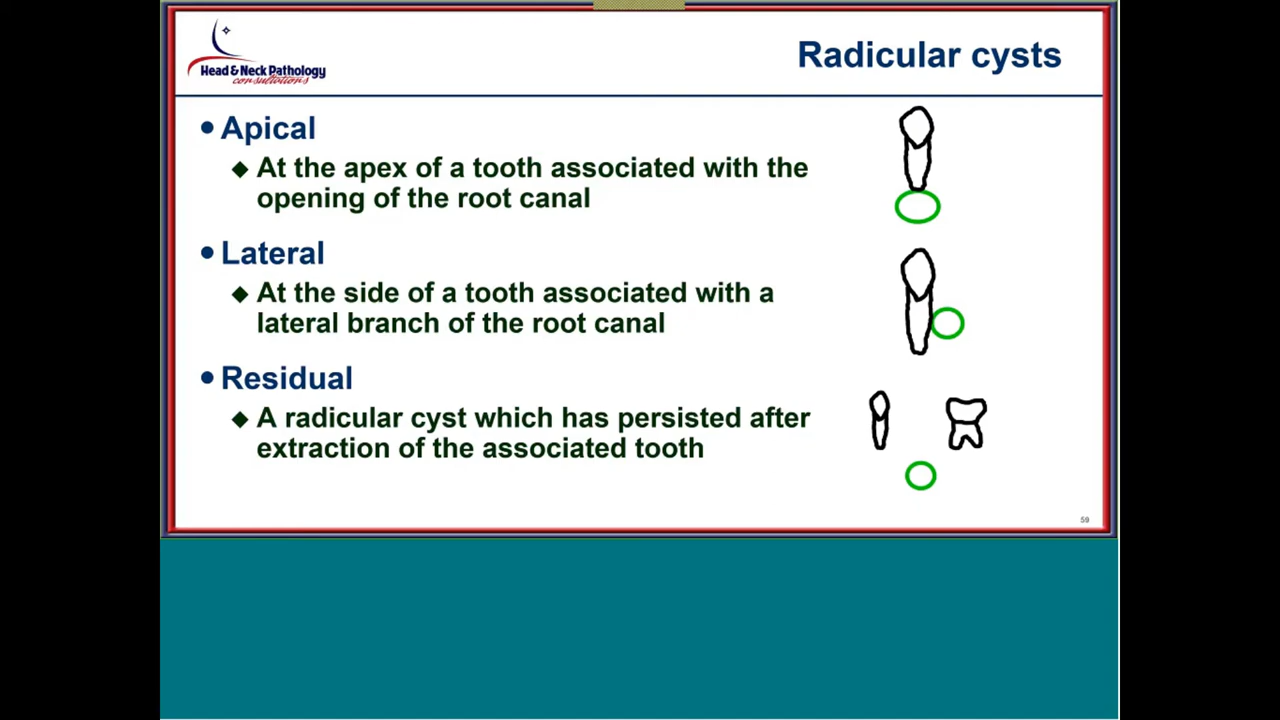 Head & Neck Pathology
consultations
Radicular cysts
• Apical
◆ At the apex of a tooth associated with the
opening of the root canal
• Lateral
◆ At the side of a tooth associated with a
lateral branch of the root canal
• Residual
◆ A radicular cyst which has persisted after
extraction of the associated tooth
59